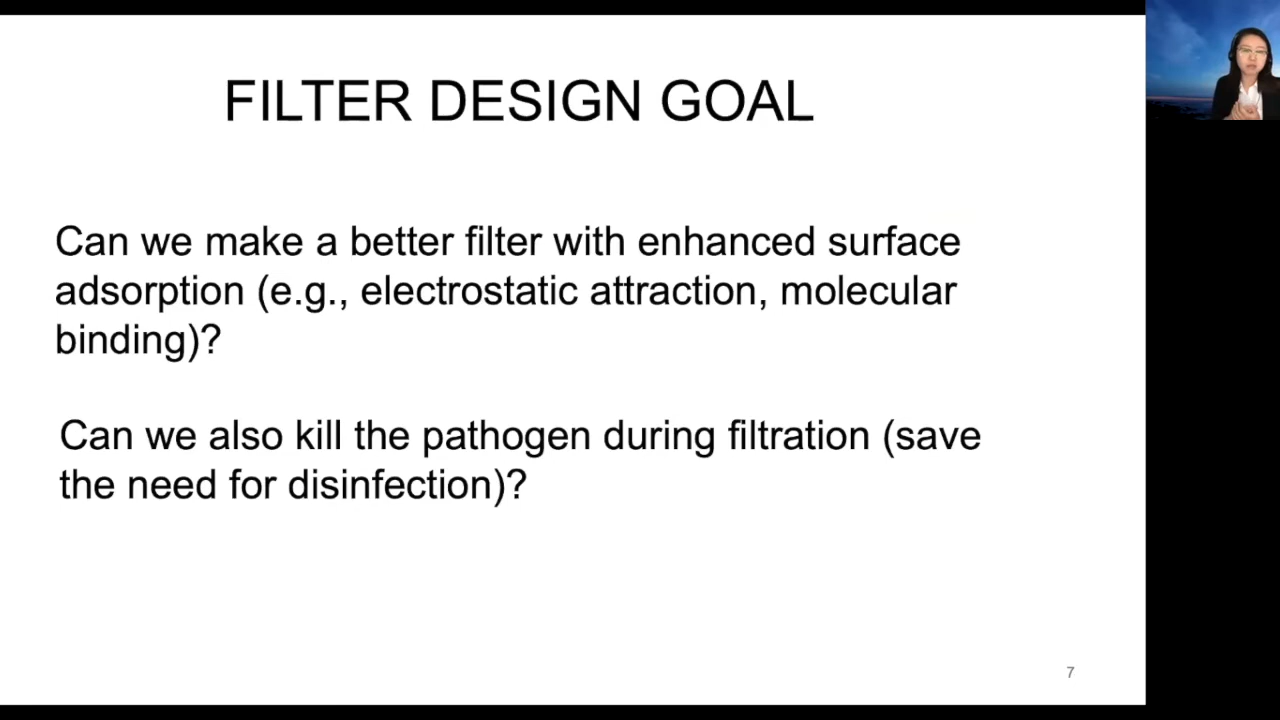 FILTER DESIGN GOAL
Can we make a better filter with enhanced surface
adsorption (e.g., electrostatic attraction, molecular
binding)?
Can we also kill the pathogen during filtration (save
the need for disinfection)?
7